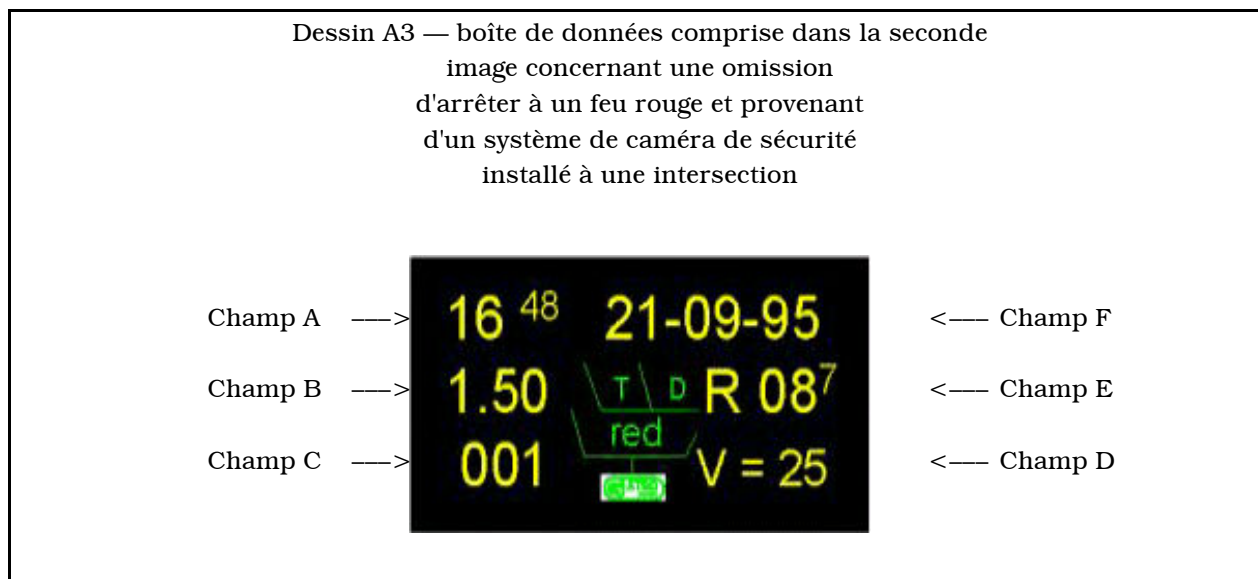 Dessin A3 — boîte de données comprise dans la seconde
image concernant une omission
d'arrêter à un feu rouge et provenant
d'un système de caméra de sécurité
installé à une intersection
Champ A —–> 16 48 21-09-95 <—– Champ F
Champ B —–> 1.50 T D R 08⁷ <—– Champ E
red
Champ C —–> 001 V = 25 <—– Champ D